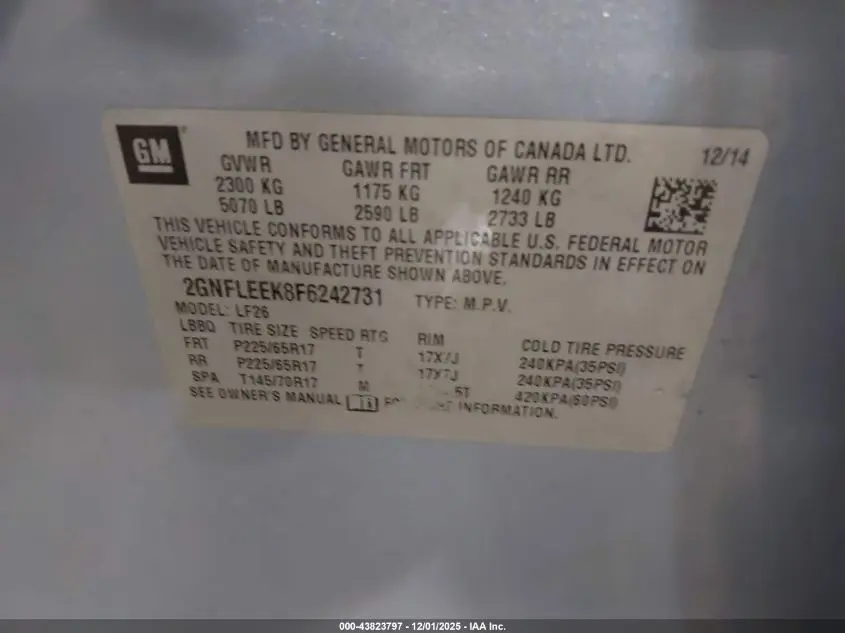 GM
MFD BY GENERAL MOTORS OF CANADA LTD. 12/14
GVWR GAWR FRT GAWR RR
2300 KG 1175 KG 1240 KG
5070 LB 2590 LB 2733 LB
THIS VEHICLE CONFORMS TO ALL APPLICABLE U.S. FEDERAL MOTOR
VEHICLE SAFETY AND THEFT PREVENTION STANDARDS IN EFFECT ON
THE DATE OF MANUFACTURE SHOWN ABOVE.
2GNFLEEK8F6242731 TYPE: M.P.V.
MODEL: LF26
LBBQ TIRE SIZE SPEED RTG RIM COLD TIRE PRESSURE
FRT P225/65R17 T 17X7J 240KPA(35PSI)
RR P225/65R17 T 17X7J 240KPA(35PSI)
SPA T145/70R17 M 420KPA(60PSI)
SEE OWNER'S MANUAL INFORMATION.
000-43823797 - 12/01/2025 - IAA Inc.